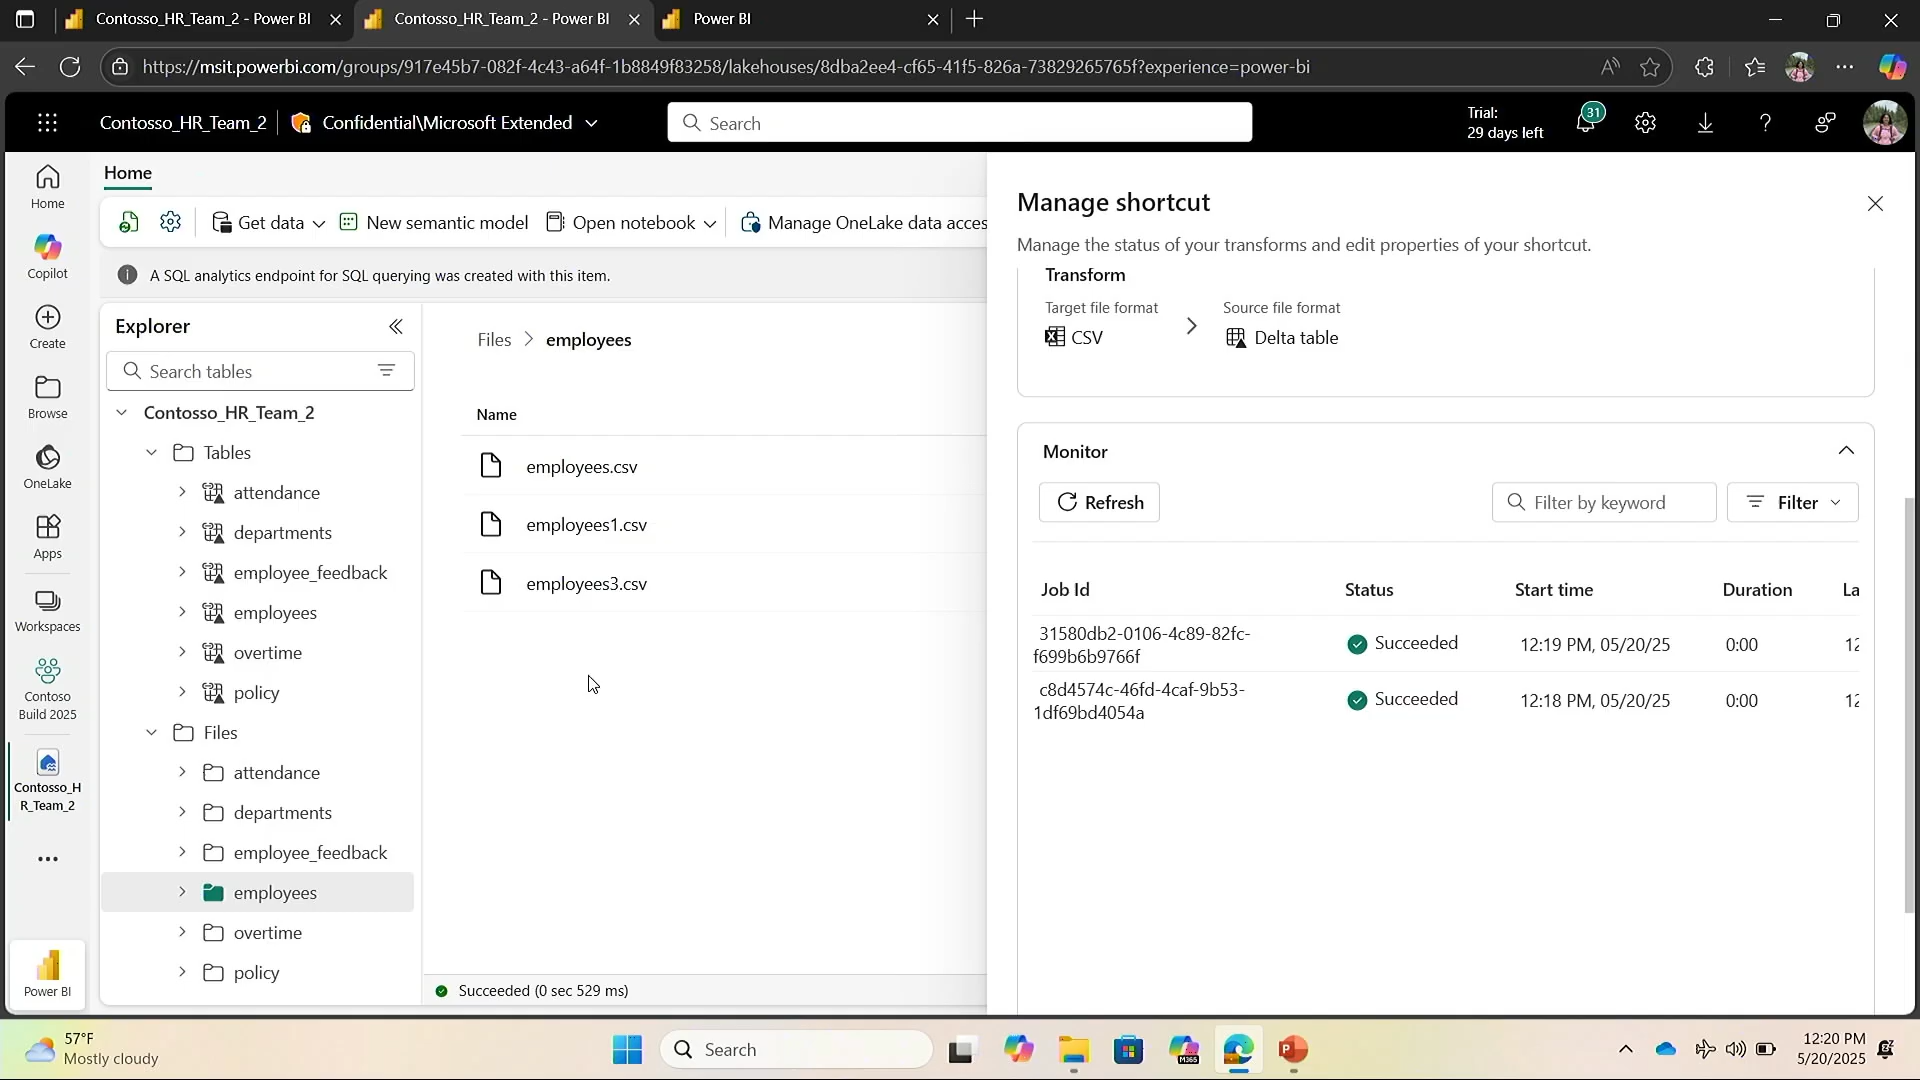 Contosso_HR_Team_2 - Power BI
Contosso_HR_Team_2 - Power BI
Power BI
https://msit.powerbi.com/groups/917e45b7-082f-4c43-a64f-1b8849f83258/lakehouses/8dba2ee4-cf65-41f5-826a-73829265765f?experience=power-bi
Contosso_HR_Team_2
Confidential\Microsoft Extended
Search
Trial:
29 days left
31
Home
Copilot
Create
Browse
OneLake
Apps
Workspaces
Contoso
Build 2025
Contosso_H
R_Team_2
Power BI
Home
Get data
New semantic model
Open notebook
Manage OneLake data acces
A SQL analytics endpoint for SQL querying was created with this item.
Explorer
Search tables
Contosso_HR_Team_2
Tables
attendance
departments
employee_feedback
employees
overtime
policy
Files
attendance
departments
employee_feedback
employees
overtime
policy
Files > employees
Name
employees.csv
employees1.csv
employees3.csv
Succeeded (0 sec 529 ms)
Manage shortcut
Manage the status of your transforms and edit properties of your shortcut.
Transform
Target file format
CSV
Source file format
Delta table
Monitor
Refresh
Filter by keyword
Filter
Job Id Status Start time Duration La
31580db2-0106-4c89-82fc-
f699b6b9766f
Succeeded 12:19 PM, 05/20/25 0:00 12
c8d4574c-46fd-4caf-9b53-
1df69bd4054a
Succeeded 12:18 PM, 05/20/25 0:00 12
57°F
Mostly cloudy
Search
M365
P
12:20 PM
5/20/2025